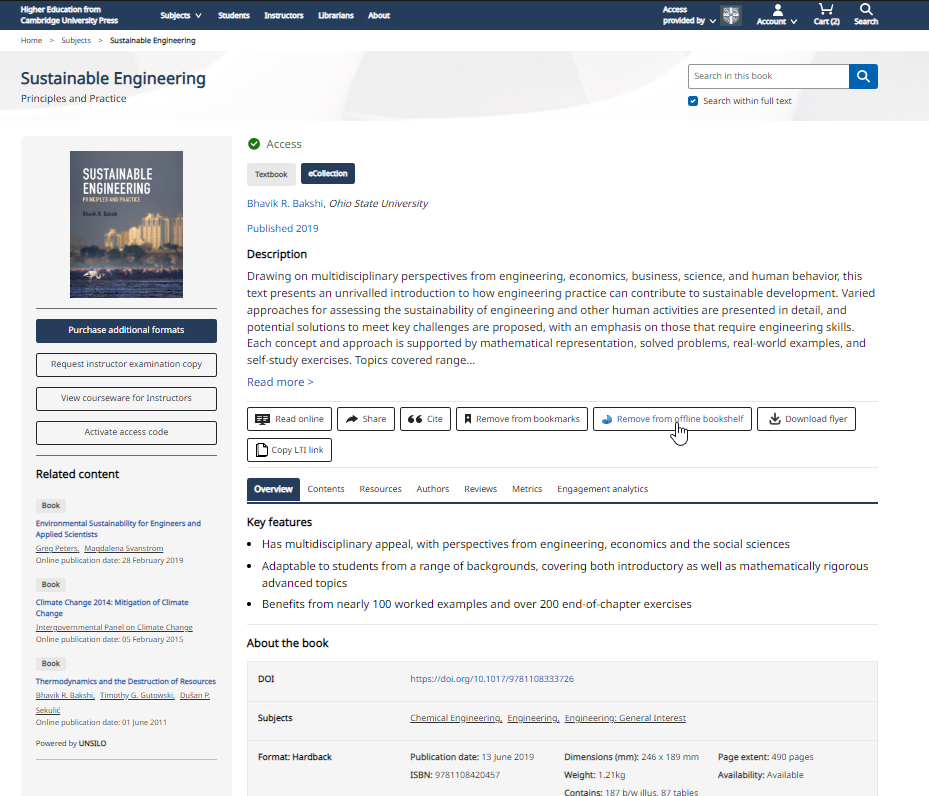 Higher Education from
Cambridge University Press
Subjects
Students
Instructors
Librarians
About
Access
provided by
Account
Cart (2)
Search
Home > Subjects > Sustainable Engineering
Sustainable Engineering
Principles and Practice
Search in this book
Search within full text
SUSTAINABLE
ENGINEERING
PRINCIPLES AND PRACTICE
Bhavik R. Bakshi
Purchase additional formats
Request instructor examination copy
View courseware for Instructors
Activate access code
Related content
Book
Environmental Sustainability for Engineers and
Applied Scientists
Greg Peters, Magdalena Svanström
Online publication date: 28 February 2019
Book
Climate Change 2014: Mitigation of Climate
Change
Intergovernmental Panel on Climate Change
Online publication date: 05 February 2015
Book
Thermodynamics and the Destruction of Resources
Bhavik R. Bakshi, Timothy G. Gutowski, Dušan P.
Sekulić
Online publication date: 01 June 2011
Powered by UNSILO
Access
Textbook
eCollection
Bhavik R. Bakshi, Ohio State University
Published 2019
Description
Drawing on multidisciplinary perspectives from engineering, economics, business, science, and human behavior, this
text presents an unrivalled introduction to how engineering practice can contribute to sustainable development. Varied
approaches for assessing the sustainability of engineering and other human activities are presented in detail, and
potential solutions to meet key challenges are proposed, with an emphasis on those that require engineering skills.
Each concept and approach is supported by mathematical representation, solved problems, real-world examples, and
self-study exercises. Topics covered range...
Read more >
Read online
Share
Cite
Remove from bookmarks
Remove from offline bookshelf
Download flyer
Copy LTI link
Overview
Contents
Resources
Authors
Reviews
Metrics
Engagement analytics
Key features
• Has multidisciplinary appeal, with perspectives from engineering, economics and the social sciences
• Adaptable to students from a range of backgrounds, covering both introductory as well as mathematically rigorous
advanced topics
• Benefits from nearly 100 worked examples and over 200 end-of-chapter exercises
About the book
DOI
https://doi.org/10.1017/9781108333726
Subjects
Chemical Engineering, Engineering, Engineering: General Interest
Format: Hardback
Publication date: 13 June 2019
ISBN: 9781108420457
Dimensions (mm): 246 x 189 mm
Weight: 1.21kg
Contains: 187 b/w illus. 87 tables
Page extent: 490 pages
Availability: Available